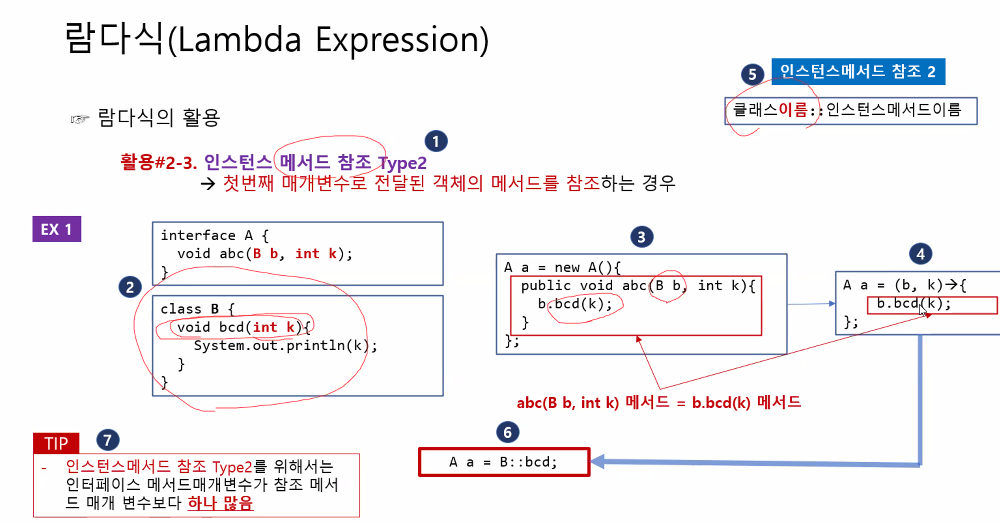 람다식(Lambda Expression)
5
인스턴스메서드 참조 2
클래스이름::인스턴스메서드이름
☞ 람다식의 활용
1
활용#2-3. 인스턴스 메서드 참조 Type2
→ 첫번째 매개변수로 전달된 객체의 메서드를 참조하는 경우
EX 1
2
interface A {
void abc(B b, int k);
}
class B {
void bcd(int k){
System.out.println(k);
}
}
3
A a = new A(){
public void abc(B b, int k){
b.bcd(k);
}
};
4
A a = (b, k)→{
b.bcd(k);
};
abc(B b, int k) 메서드 = b.bcd(k) 메서드
6
A a = B::bcd;
TIP
7
- 인스턴스메서드 참조 Type2를 위해서는
인터페이스 메서드매개변수가 참조 메서
드 매개 변수보다 하나 많음